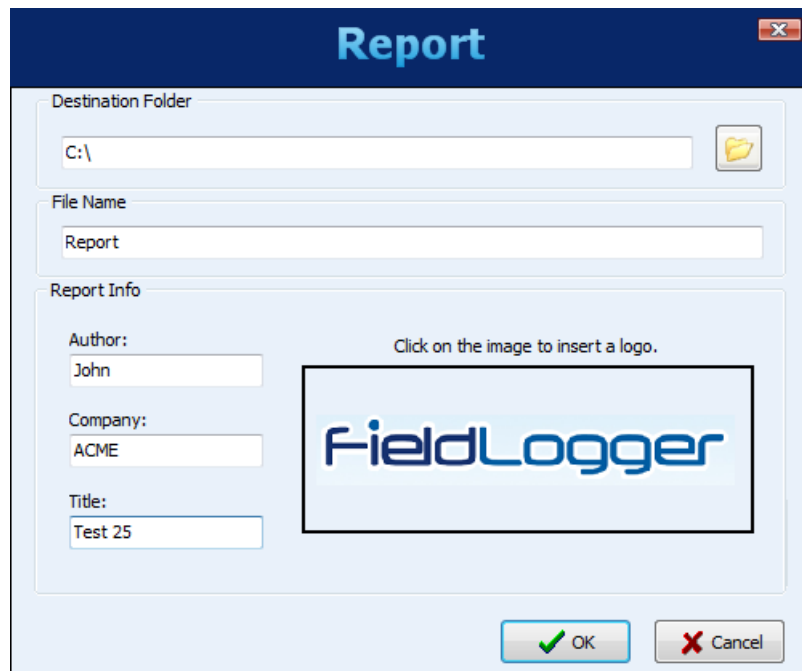 Report
Destination Folder
C:\
File Name
Report
Report Info
Author:
John
Click on the image to insert a logo.
FieldLogger
Company:
ACME
Title:
Test 25
OK
Cancel